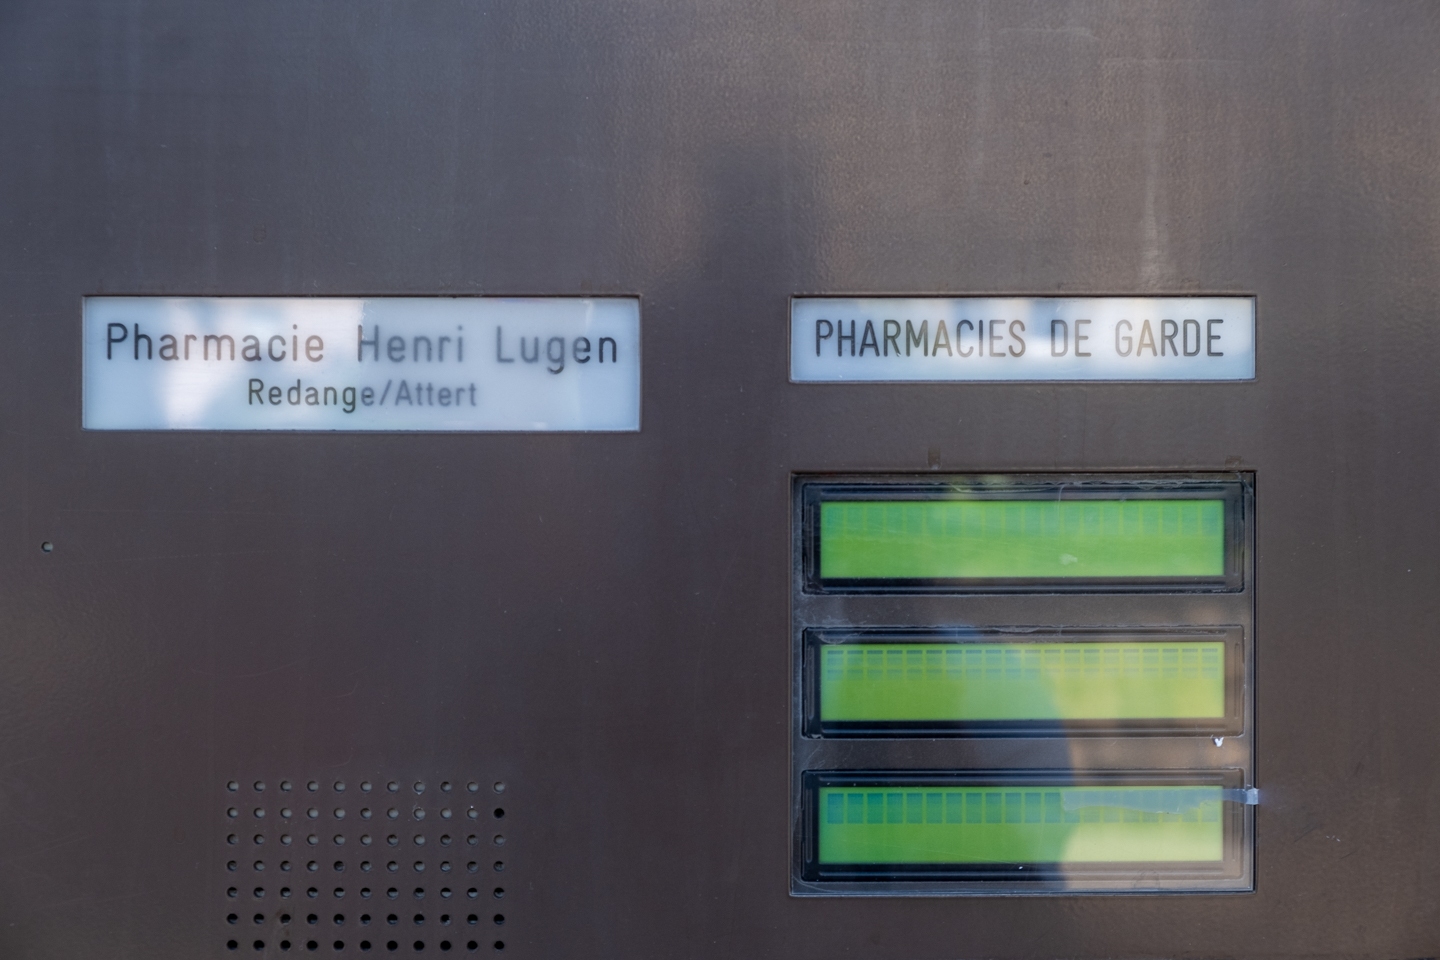 Pharmacie Henri Lugen
Redange/Attert
PHARMACIES DE GARDE